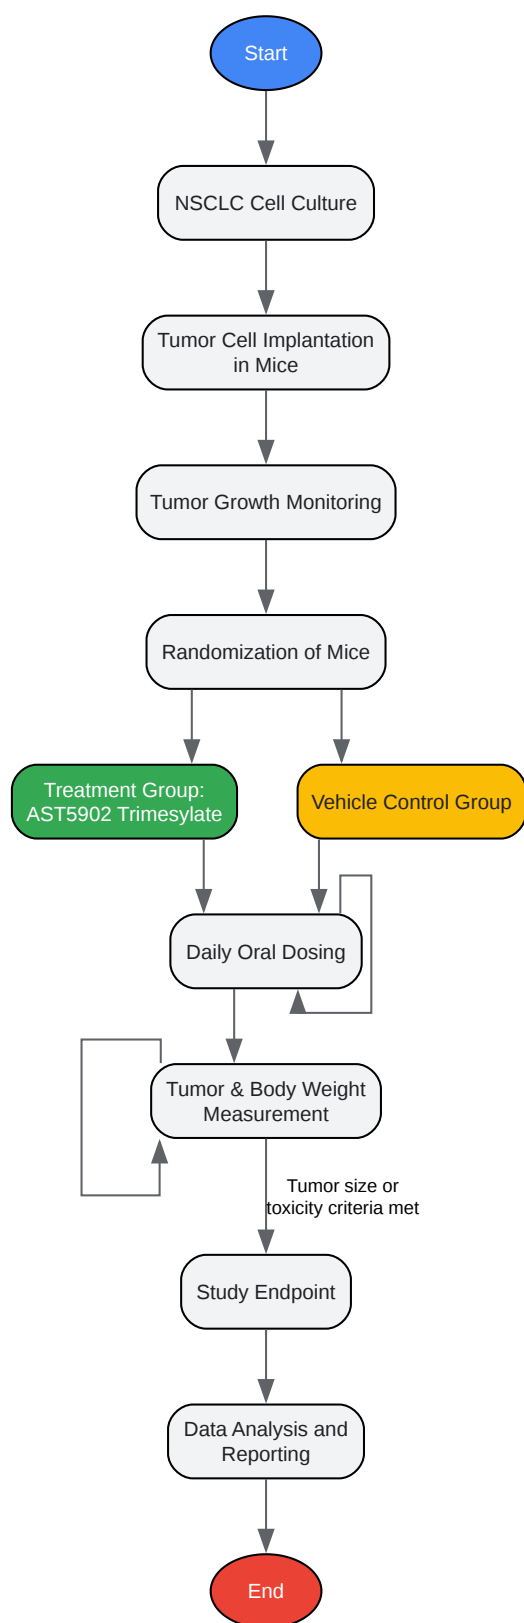 Start
NSCLC Cell Culture
Tumor Cell Implantation
in Mice
Tumor Growth Monitoring
Randomization of Mice
Treatment Group:
AST5902 Trimesylate
Vehicle Control Group
Daily Oral Dosing
Tumor & Body Weight
Measurement
Tumor size or
toxicity criteria met
Study Endpoint
Data Analysis and
Reporting
End